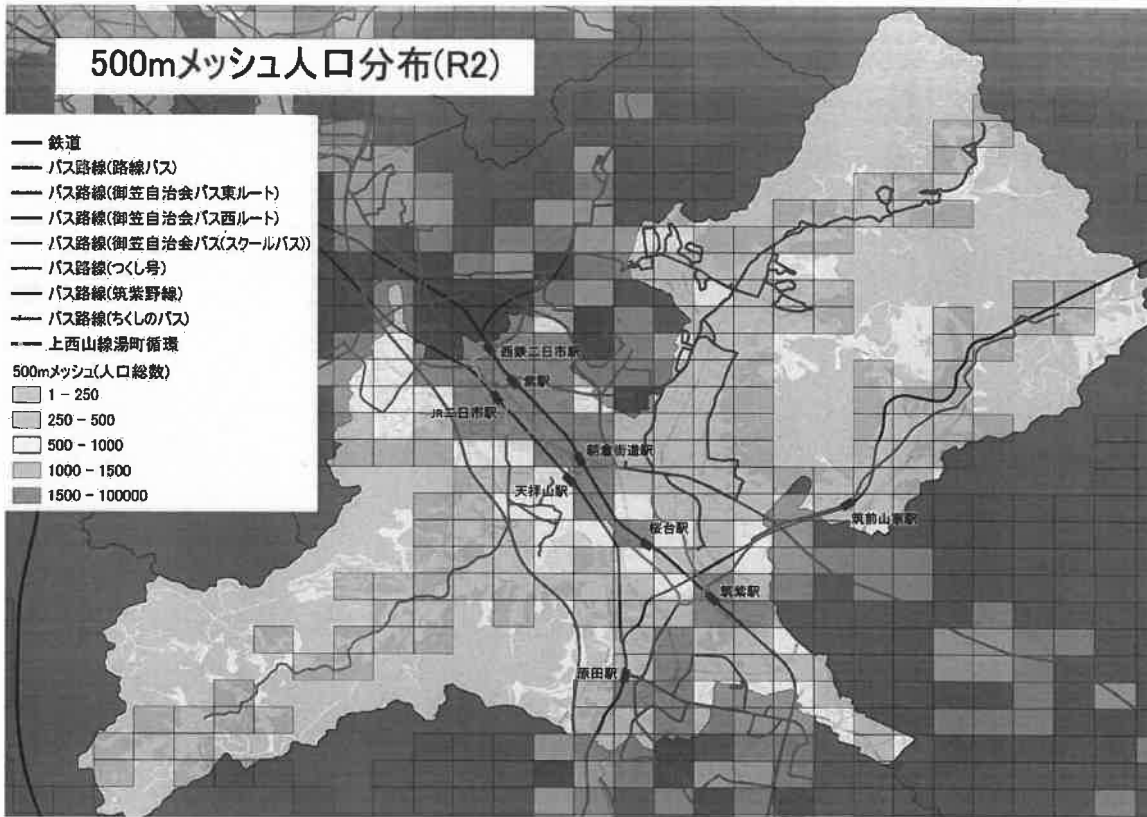 500mメッシュ人口分布(R2)
鉄道
バス路線(路線バス)
バス路線(御笠自治会バス東ルート)
バス路線(御笠自治会バス西ルート)
バス路線(御笠自治会バス(スクールバス))
バス路線(つくし号)
バス路線(筑紫野線)
バス路線(ちくしのバス)
上西山線湯町循環
500mメッシュ(人口総数)
1 - 250
250 - 500
500 - 1000
1000 - 1500
1500 - 100000
西鉄二日市駅
紫駅
JR二日市駅
朝倉街道駅
天拝山駅
桜台駅
筑前山家駅
筑紫駅
原田駅